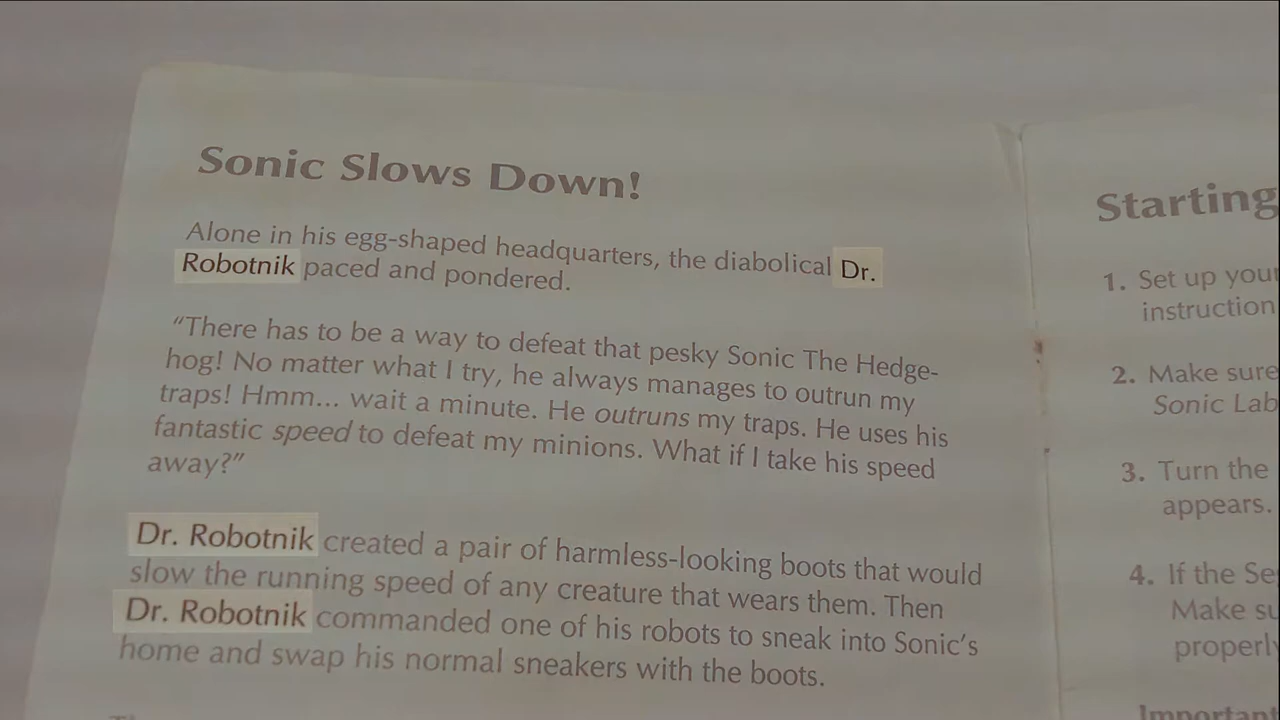 Sonic Slows Down!
Alone in his egg-shaped headquarters, the diabolical Dr.
Robotnik paced and pondered.
“There has to be a way to defeat that pesky Sonic The Hedge-
hog! No matter what I try, he always manages to outrun my
traps! Hmm... wait a minute. He outruns my traps. He uses his
fantastic speed to defeat my minions. What if I take his speed
away?”
Dr. Robotnik created a pair of harmless-looking boots that would
slow the running speed of any creature that wears them. Then
Dr. Robotnik commanded one of his robots to sneak into Sonic’s
home and swap his normal sneakers with the boots.
Starting
1. Set up your
instruction
2. Make sure
Sonic Lab
3. Turn the
appears.
4. If the Se
Make su
properly
Important